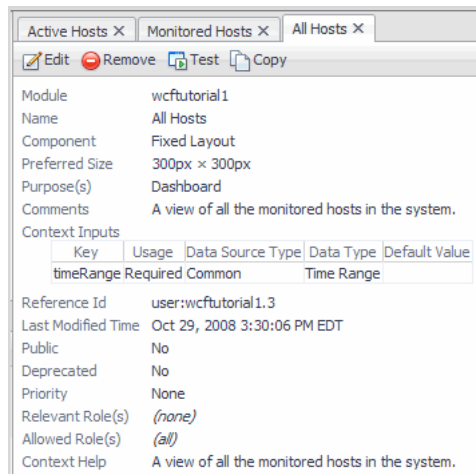 Active Hosts X Monitored Hosts X All Hosts X
Edit Remove Test Copy
Module wcftutorial1
Name All Hosts
Component Fixed Layout
Preferred Size 300px × 300px
Purpose(s) Dashboard
Comments A view of all the monitored hosts in the system.
Context Inputs
Key Usage Data Source Type Data Type Default Value
timeRange Required Common Time Range
Reference Id user:wcftutorial1.3
Last Modified Time Oct 29, 2008 3:30:06 PM EDT
Public No
Deprecated No
Priority None
Relevant Role(s) (none)
Allowed Role(s) (all)
Context Help A view of all the monitored hosts in the system.